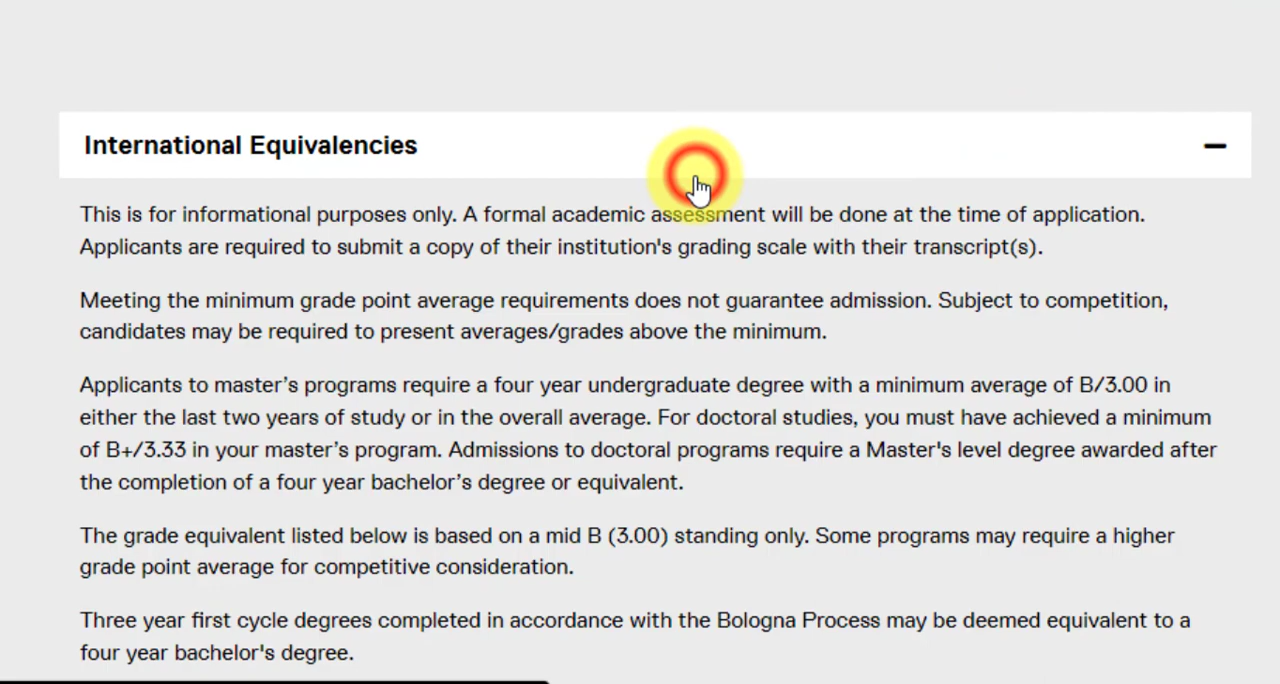 International Equivalencies
This is for informational purposes only. A formal academic assessment will be done at the time of application.
Applicants are required to submit a copy of their institution's grading scale with their transcript(s).
Meeting the minimum grade point average requirements does not guarantee admission. Subject to competition,
candidates may be required to present averages/grades above the minimum.
Applicants to master’s programs require a four year undergraduate degree with a minimum average of B/3.00 in
either the last two years of study or in the overall average. For doctoral studies, you must have achieved a minimum
of B+/3.33 in your master’s program. Admissions to doctoral programs require a Master's level degree awarded after
the completion of a four year bachelor’s degree or equivalent.
The grade equivalent listed below is based on a mid B (3.00) standing only. Some programs may require a higher
grade point average for competitive consideration.
Three year first cycle degrees completed in accordance with the Bologna Process may be deemed equivalent to a
four year bachelor's degree.